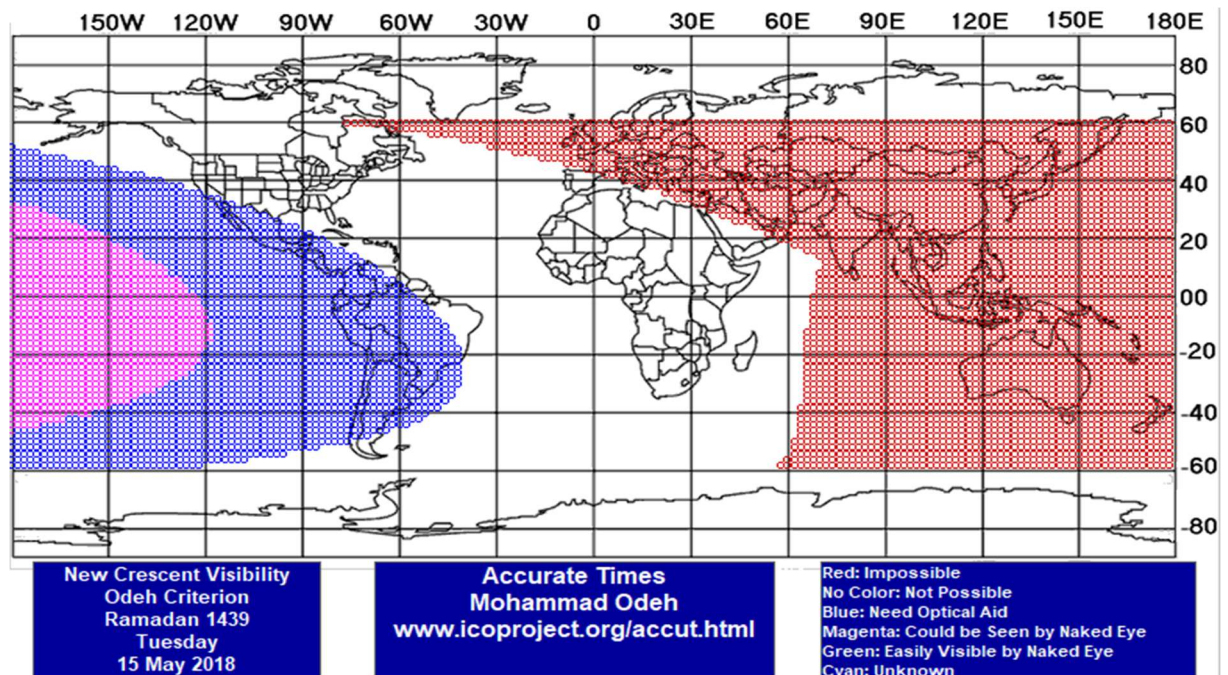 150W 120W 90W 60W 30W 0 30E 60E 90E 120E 150E 180E
80
60
40
20
00
-20
-40
-60
-80
New Crescent Visibility
Odeh Criterion
Ramadan 1439
Tuesday
15 May 2018
Accurate Times
Mohammad Odeh
www.icoproject.org/accut.html
Red: Impossible
No Color: Not Possible
Blue: Need Optical Aid
Magenta: Could be Seen by Naked Eye
Green: Easily Visible by Naked Eye
Cyan: Unknown